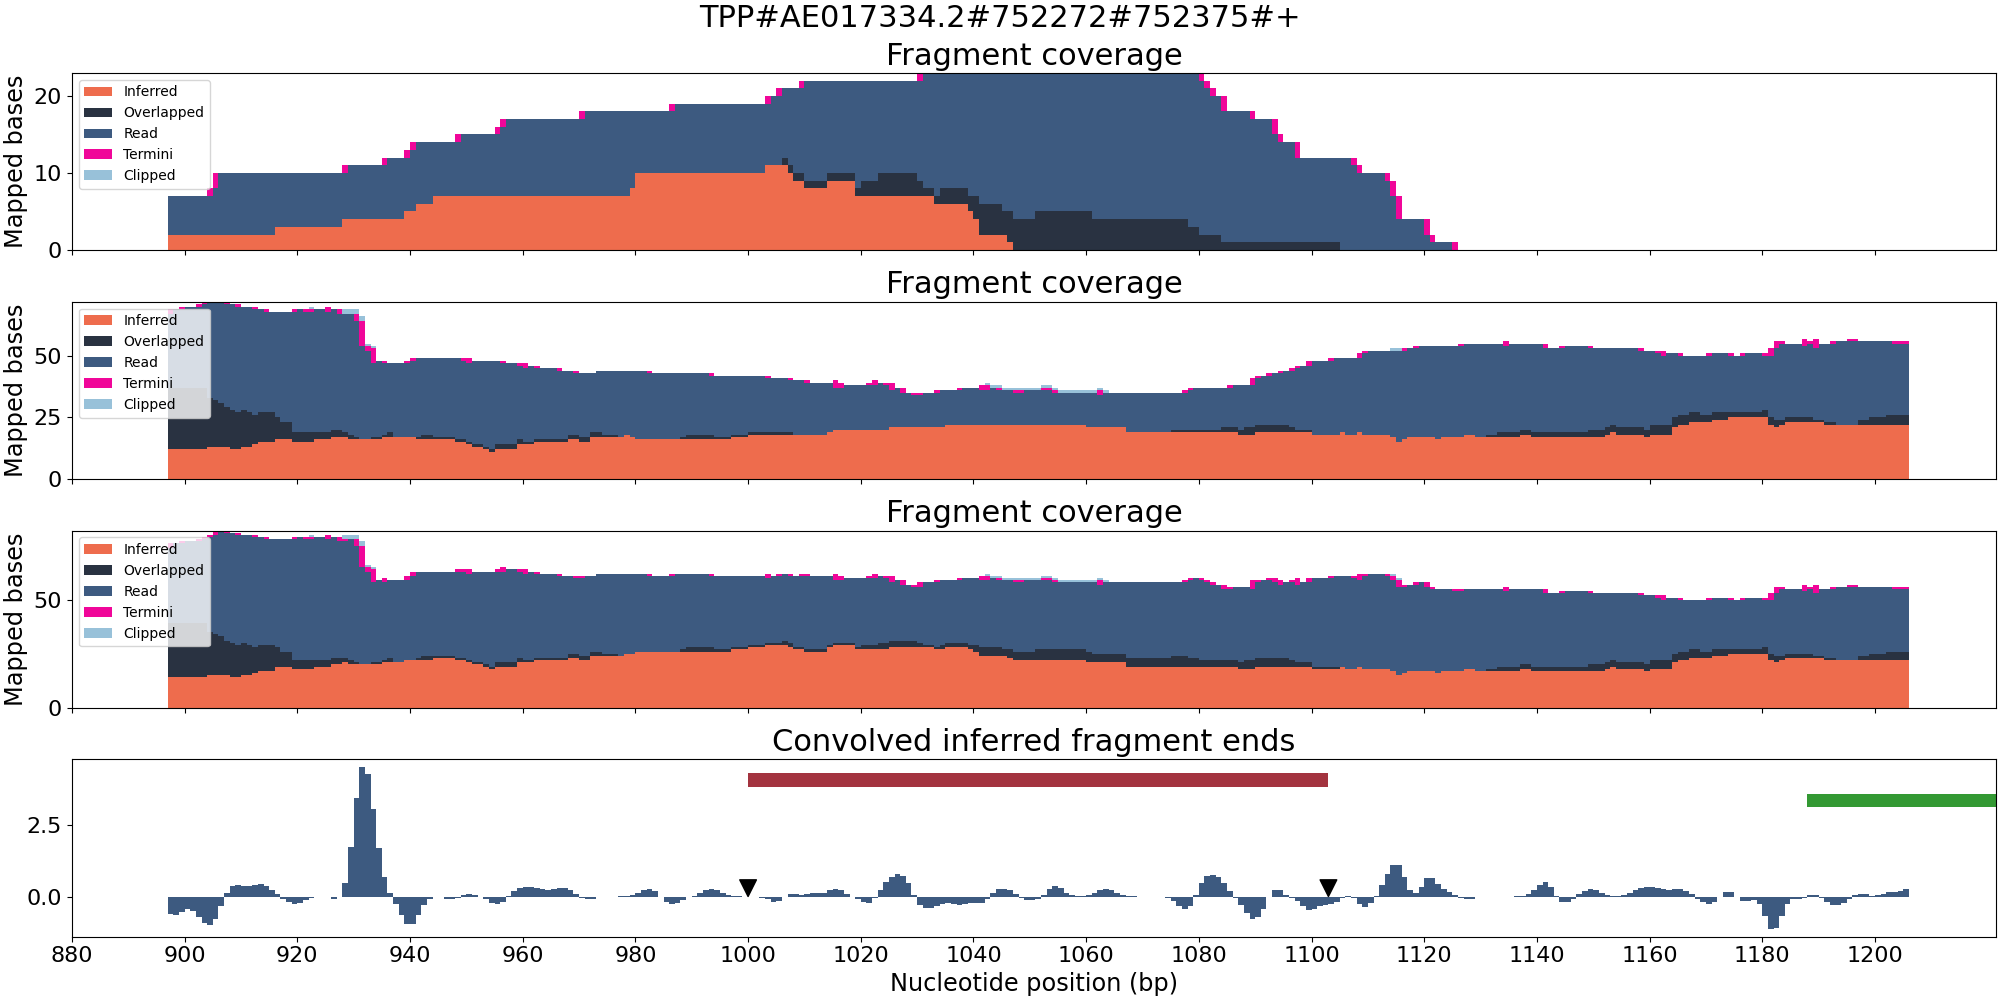 TPP#AE017334.2#752272#752375#+
Fragment coverage
Mapped bases
20
10
0
Inferred
Overlapped
Read
Termini
Clipped
Fragment coverage
Mapped bases
50
25
0
Inferred
Overlapped
Read
Termini
Clipped
Fragment coverage
Mapped bases
50
0
Inferred
Overlapped
Read
Termini
Clipped
Convolved inferred fragment ends
2.5
0.0
880 900 920 940 960 980 1000 1020 1040 1060 1080 1100 1120 1140 1160 1180 1200
Nucleotide position (bp)